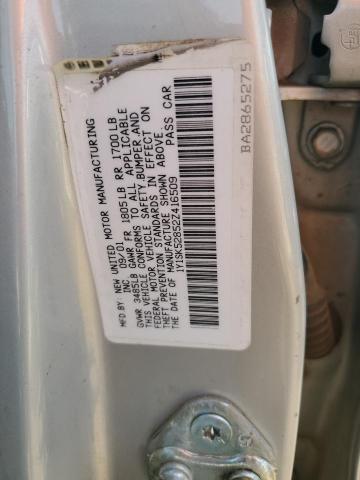 MFD BY NEW UNITED MOTOR MANUFACTURING
09/01 INC
GVWR 3485LB GAWR FR 1805LB RR 1700LB
THIS VEHICLE CONFORMS TO ALL APPLICABLE
FEDERAL MOTOR VEHICLE SAFETY, BUMPER, AND
THEFT PREVENTION STANDARDS IN EFFECT ON
THE DATE OF MANUFACTURE SHOWN ABOVE
1Y1SK52852Z416509 PASS CAR
BA2865275